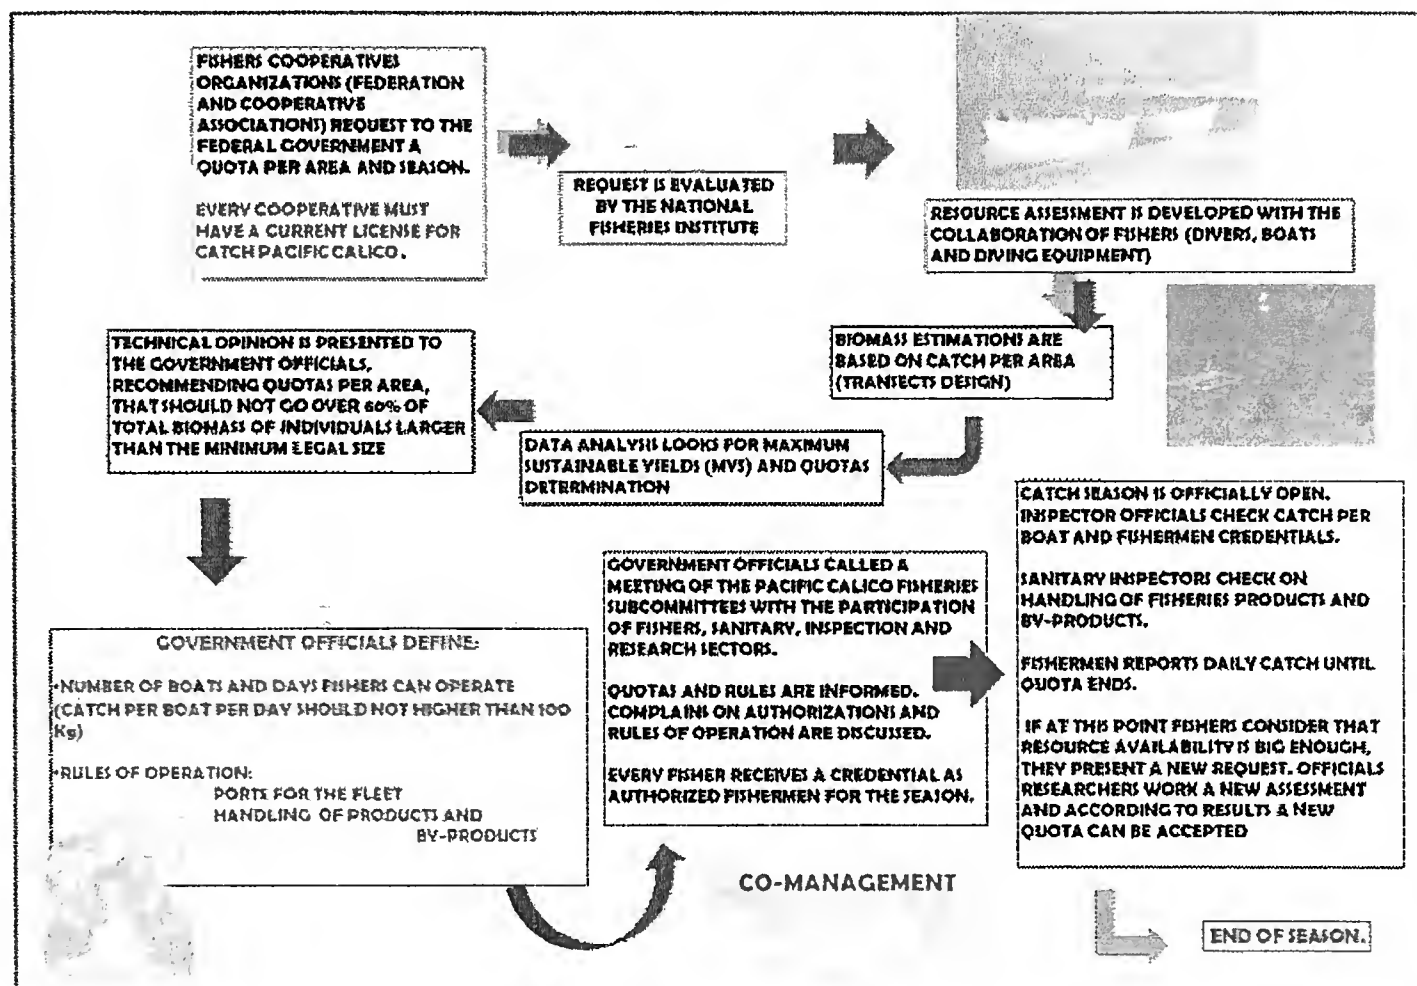 FISHERS COOPERATIVES
ORGANIZATIONS (FEDERATION
AND COOPERATIVE
ASSOCIATIONS) REQUEST TO THE
FEDERAL GOVERNMENT A
QUOTA PER AREA AND SEASON.
EVERY COOPERATIVE MUST
HAVE A CURRENT LICENSE FOR
CATCH PACIFIC CALICO.
REQUEST IS EVALUATED
BY THE NATIONAL
FISHERIES INSTITUTE
RESOURCE ASSESSMENT IS DEVELOPED WITH THE
COLLABORATION OF FISHERS (DIVERS, BOATS
AND DIVING EQUIPMENT)
BIOMASS ESTIMATIONS ARE
BASED ON CATCH PER AREA
(TRANSECTS DESIGN)
DATA ANALYSIS LOOKS FOR MAXIMUM
SUSTAINABLE YIELDS (MVS) AND QUOTAS
DETERMINATION
TECHNICAL OPINION IS PRESENTED TO
THE GOVERNMENT OFFICIALS,
RECOMMENDING QUOTAS PER AREA,
THAT SHOULD NOT GO OVER 60% OF
TOTAL BIOMASS OF INDIVIDUALS LARGER
THAN THE MINIMUM LEGAL SIZE
GOVERNMENT OFFICIALS DEFINE:
•NUMBER OF BOATS AND DAYS FISHERS CAN OPERATE
(CATCH PER BOAT PER DAY SHOULD NOT HIGHER THAN 100
Kg)
•RULES OF OPERATION:
PORTS FOR THE FLEET
HANDLING OF PRODUCTS AND
BY-PRODUCTS
GOVERNMENT OFFICIALS CALLED A
MEETING OF THE PACIFIC CALICO FISHERIES
SUBCOMMITTEES WITH THE PARTICIPATION
OF FISHERS, SANITARY, INSPECTION AND
RESEARCH SECTORS.
QUOTAS AND RULES ARE INFORMED.
COMPLAINS ON AUTHORIZATIONS AND
RULES OF OPERATION ARE DISCUSSED.
EVERY FISHER RECEIVES A CREDENTIAL AS
AUTHORIZED FISHERMEN FOR THE SEASON.
CO-MANAGEMENT
CATCH SEASON IS OFFICIALLY OPEN.
INSPECTOR OFFICIALS CHECK CATCH PER
BOAT AND FISHERMEN CREDENTIALS.
SANITARY INSPECTORS CHECK ON
HANDLING OF FISHERIES PRODUCTS AND
BY-PRODUCTS.
FISHERMEN REPORTS DAILY CATCH UNTIL
QUOTA ENDS.
IF AT THIS POINT FISHERS CONSIDER THAT
RESOURCE AVAILABILITY IS BIG ENOUGH,
THEY PRESENT A NEW REQUEST. OFFICIALS
RESEARCHERS WORK A NEW ASSESSMENT
AND ACCORDING TO RESULTS A NEW
QUOTA CAN BE ACCEPTED
END OF SEASON.